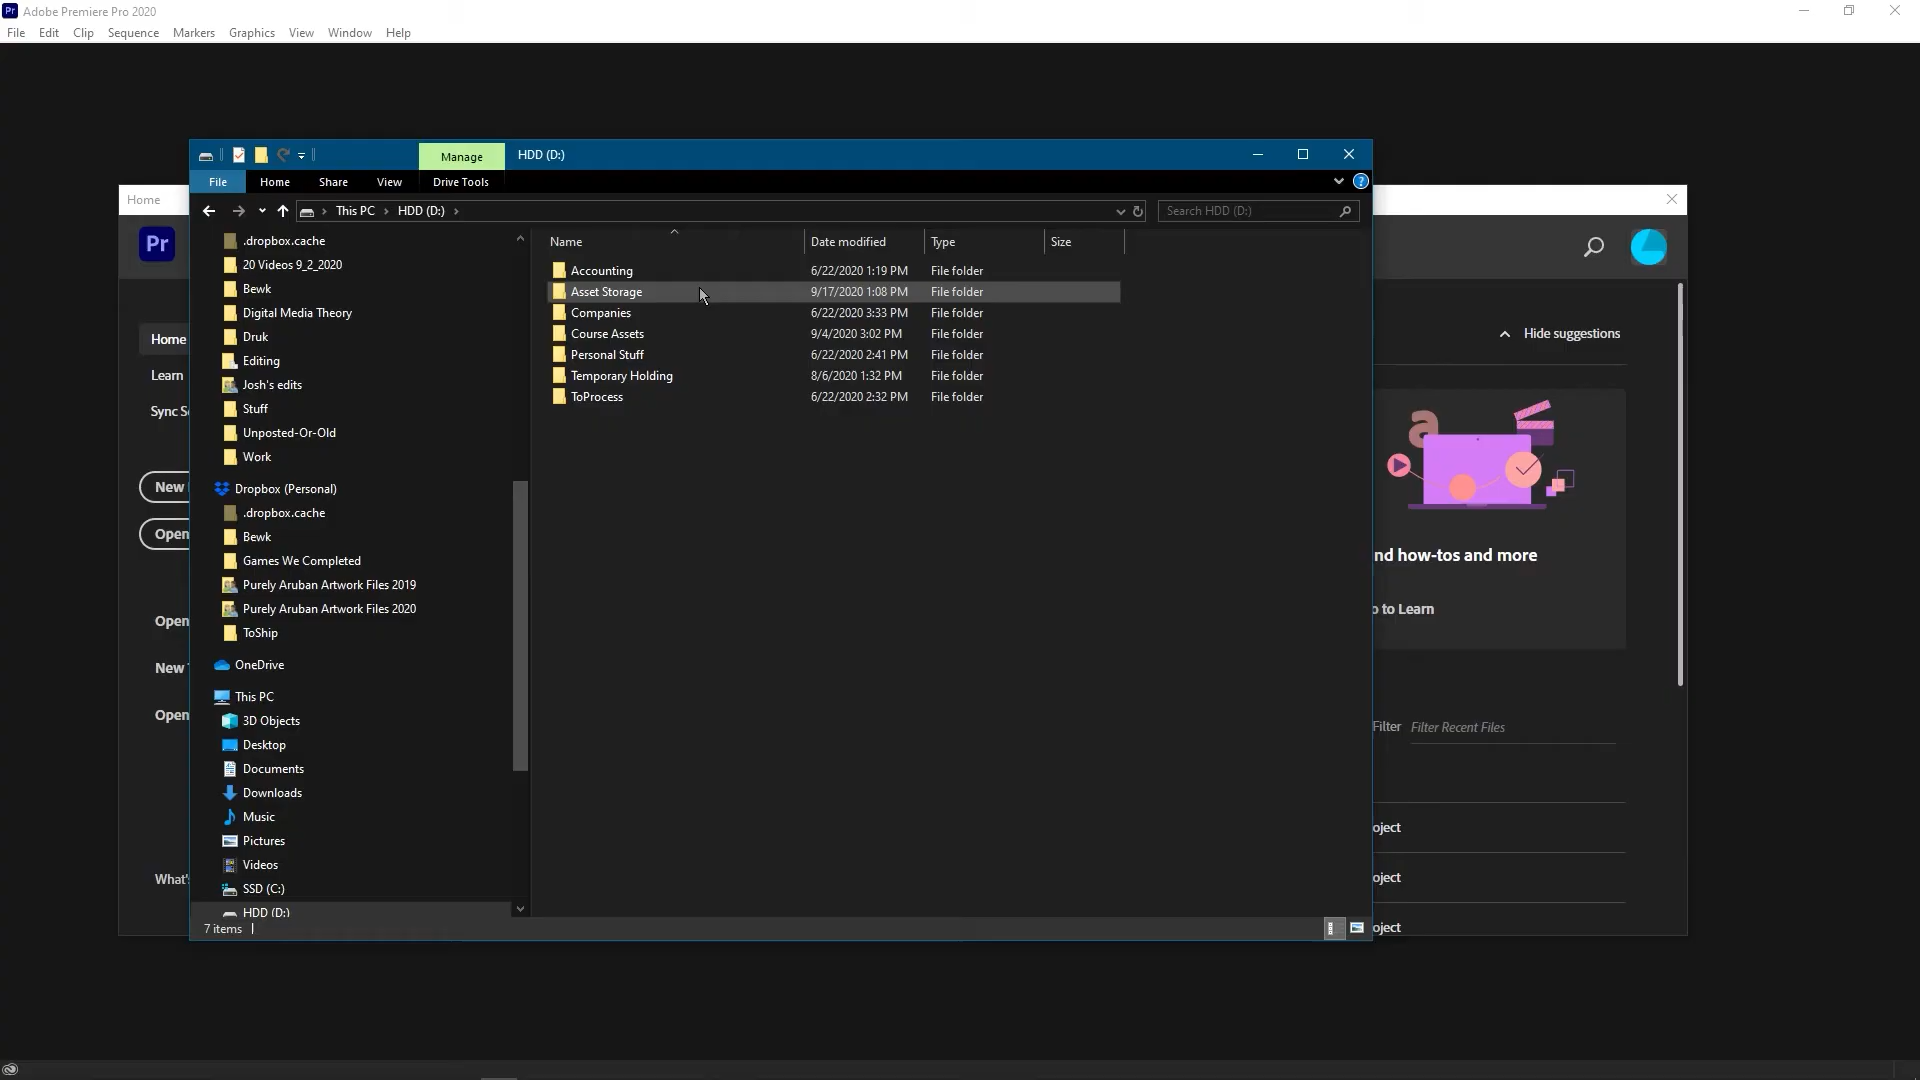 Adobe Premiere Pro 2020
File Edit Clip Sequence Markers Graphics View Window Help
Manage HDD (D:)
File Home Share View Drive Tools
Home
This PC HDD (D:)
Search HDD (D:)
Pr
Home
Learn
Sync S
New
Open
Open
New
Open
What's
.dropbox.cache
20 Videos 9_2_2020
Bewk
Digital Media Theory
Druk
Editing
Josh's edits
Stuff
Unposted-Or-Old
Work
Dropbox (Personal)
.dropbox.cache
Bewk
Games We Completed
Purely Aruban Artwork Files 2019
Purely Aruban Artwork Files 2020
ToShip
OneDrive
This PC
3D Objects
Desktop
Documents
Downloads
Music
Pictures
Videos
SSD (C:)
HDD (D:)
7 items
Name Date modified Type Size
Accounting 6/22/2020 1:19 PM File folder
Asset Storage 9/17/2020 1:08 PM File folder
Companies 6/22/2020 3:33 PM File folder
Course Assets 9/4/2020 3:02 PM File folder
Personal Stuff 6/22/2020 2:41 PM File folder
Temporary Holding 8/6/2020 1:32 PM File folder
ToProcess 6/22/2020 2:32 PM File folder
Hide suggestions
a
nd how-tos and more
o to Learn
Filter Filter Recent Files
oject
oject
oject